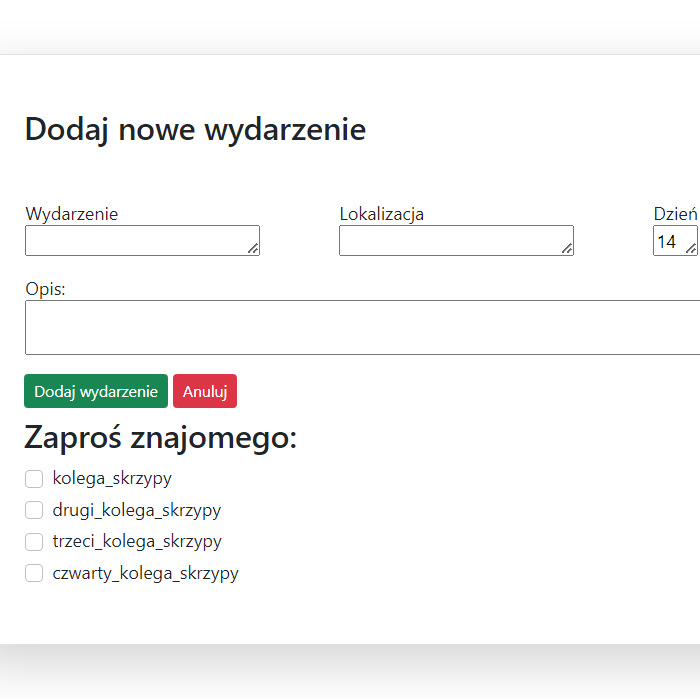 Dodaj nowe wydarzenie
Wydarzenie Lokalizacja Dzień
14
Opis:
Dodaj wydarzenie Anuluj
Zaproś znajomego:
kolega_skrzypy
drugi_kolega_skrzypy
trzeci_kolega_skrzypy
czwarty_kolega_skrzypy